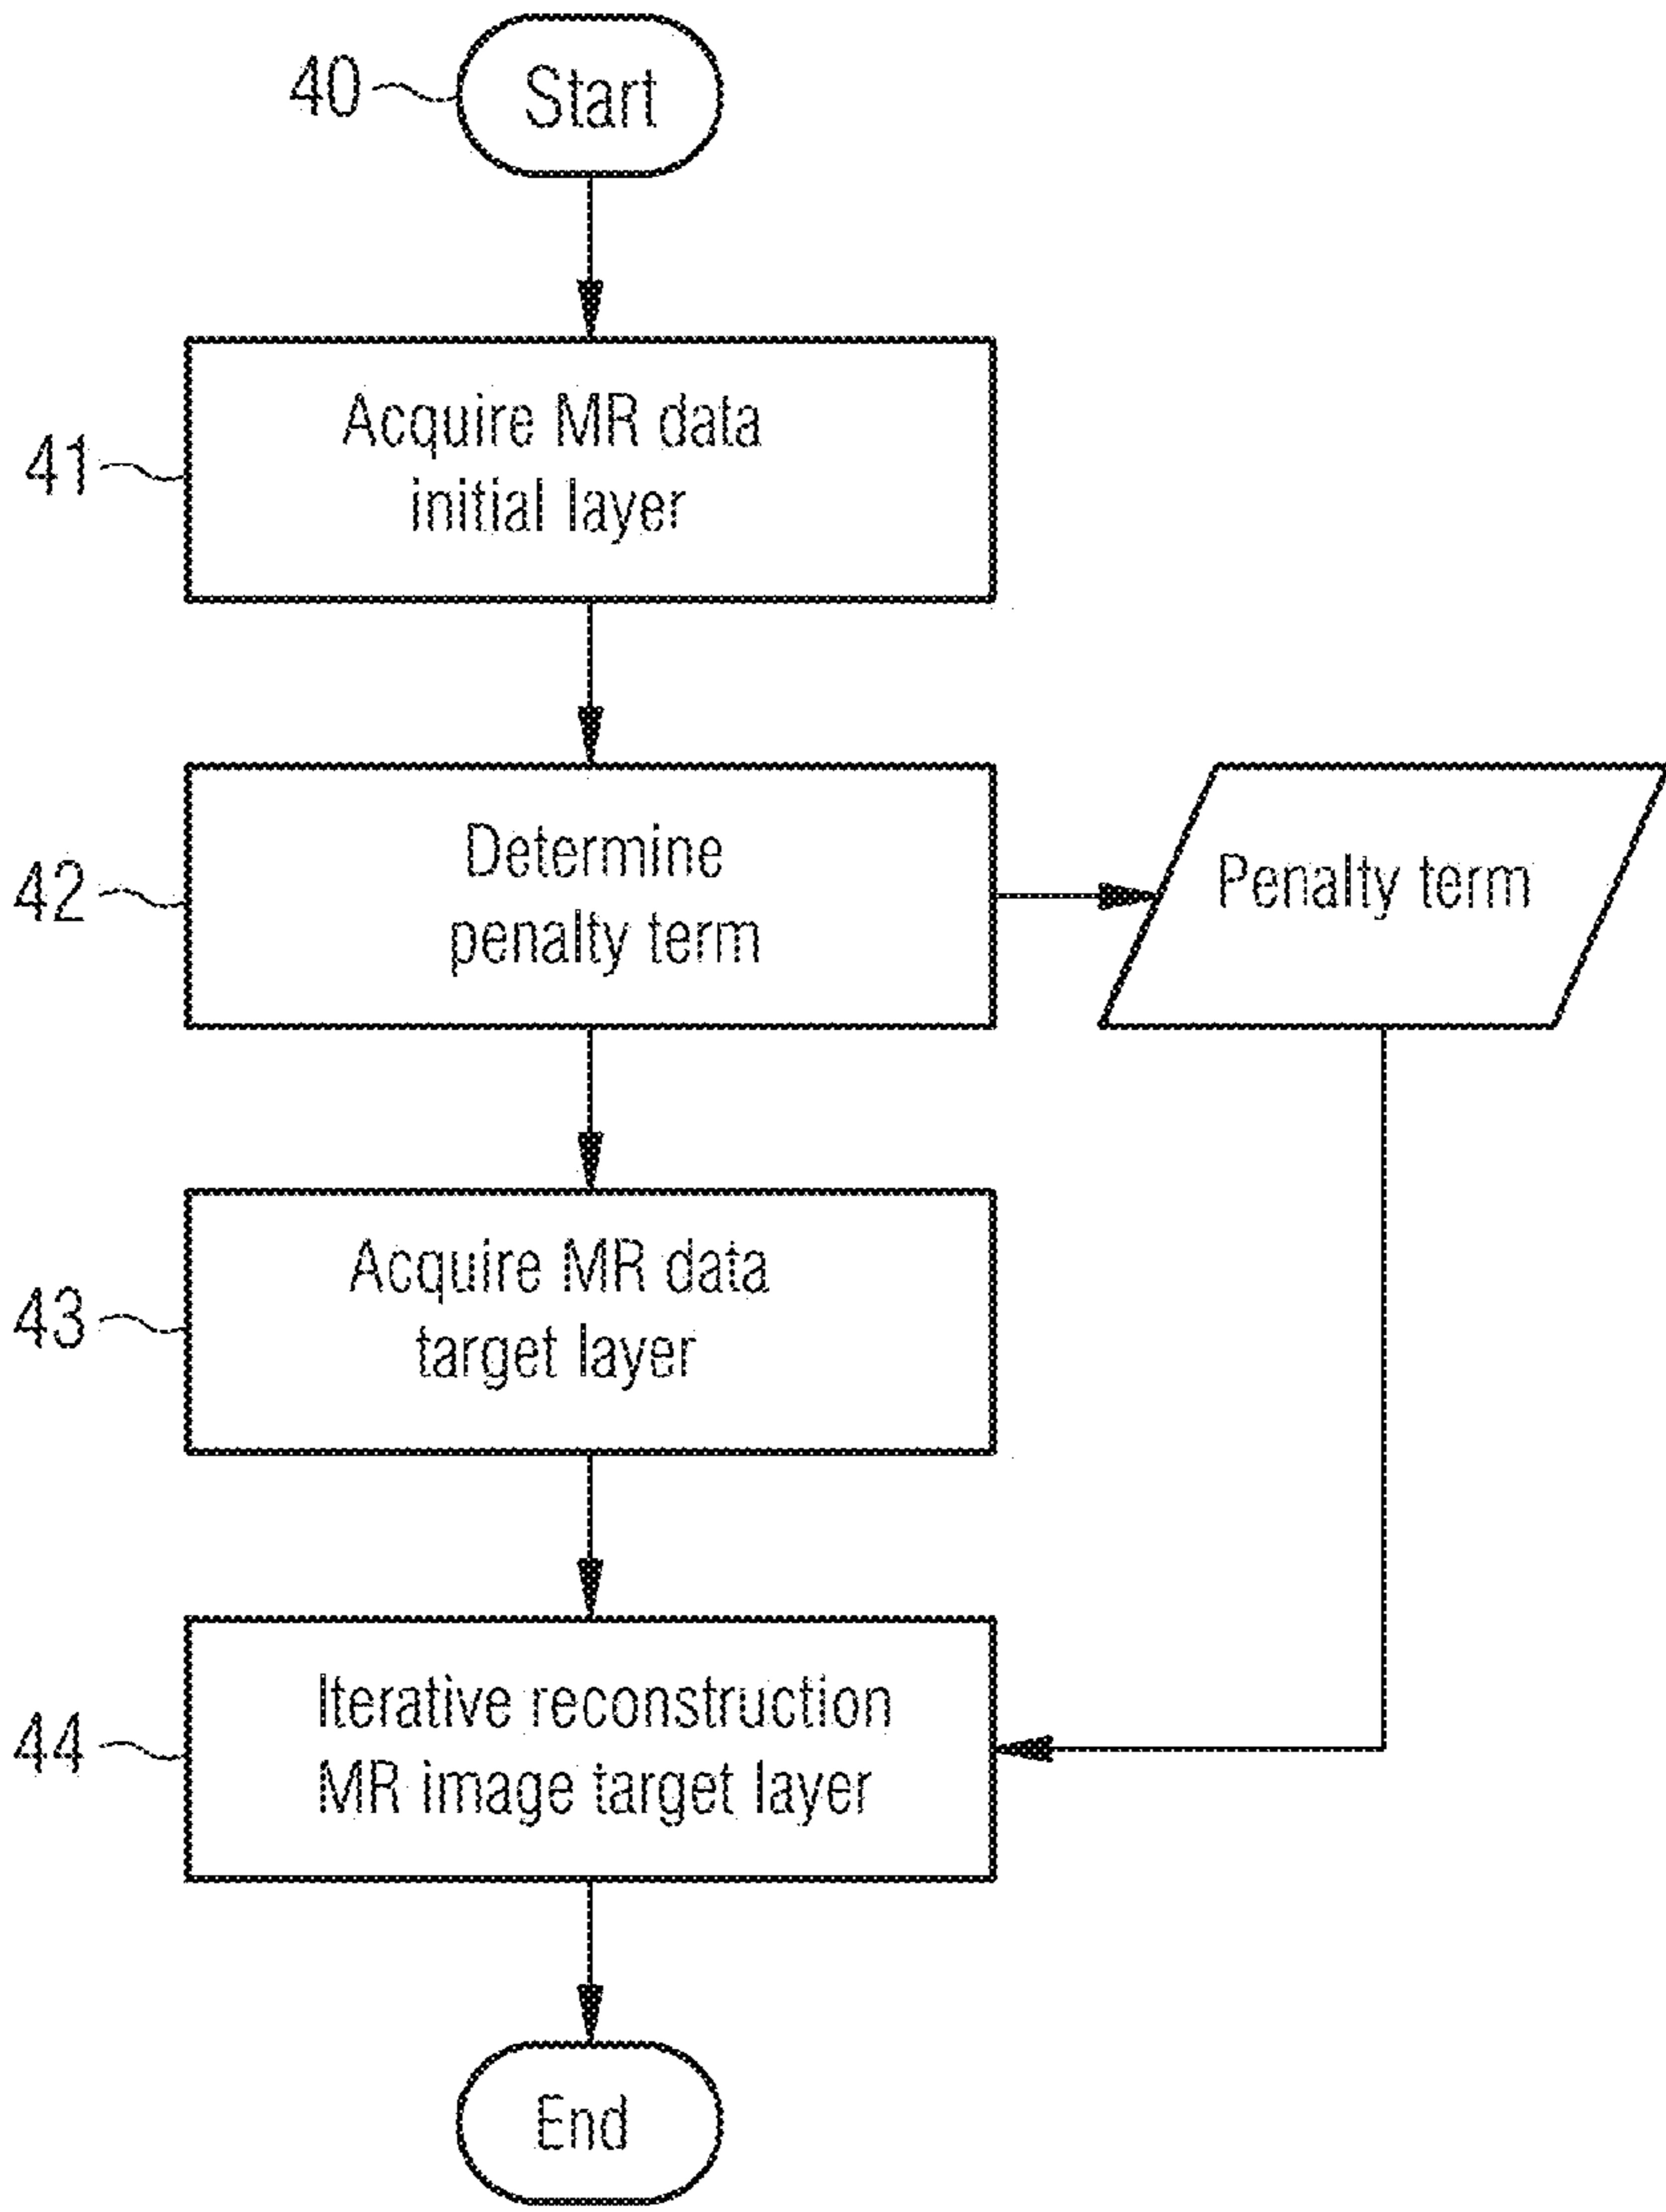 40
Start
41
Acquire MR data
initial layer
42
Determine
penalty term
Penalty term
43
Acquire MR data
target layer
44
Iterative reconstruction
MR image target layer
End